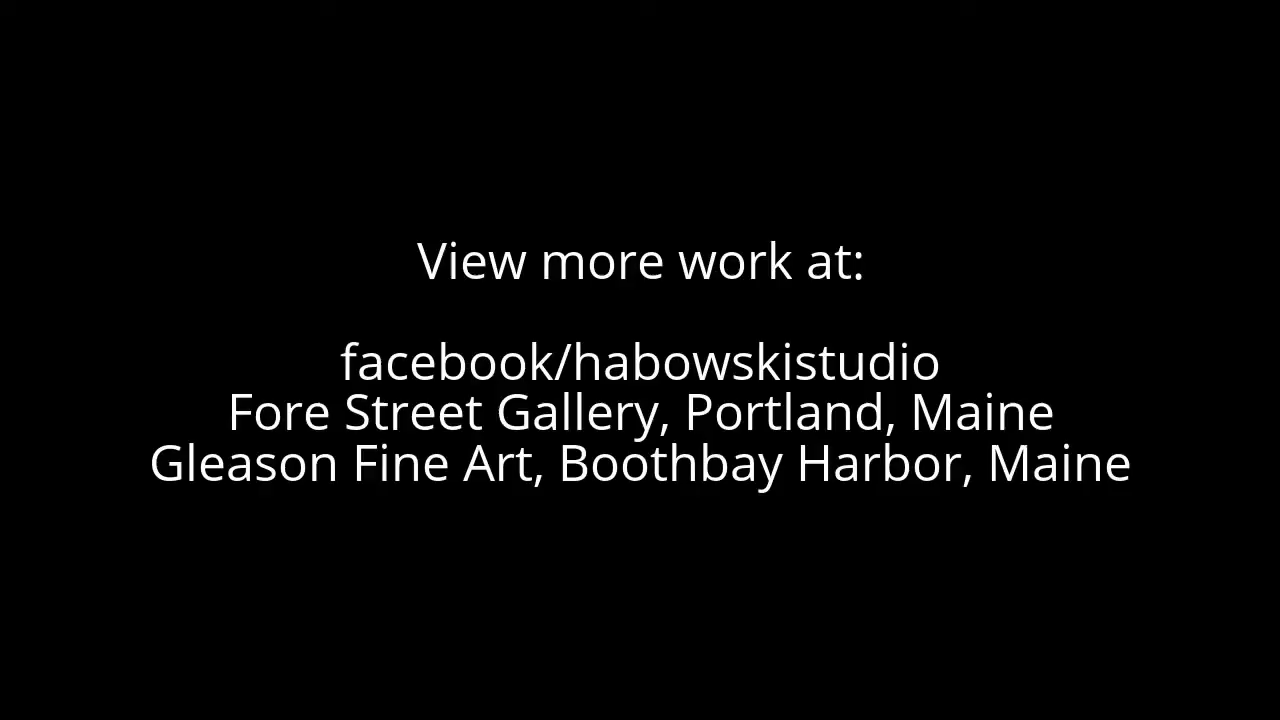 View more work at:
facebook/habowskistudio
Fore Street Gallery, Portland, Maine
Gleason Fine Art, Boothbay Harbor, Maine